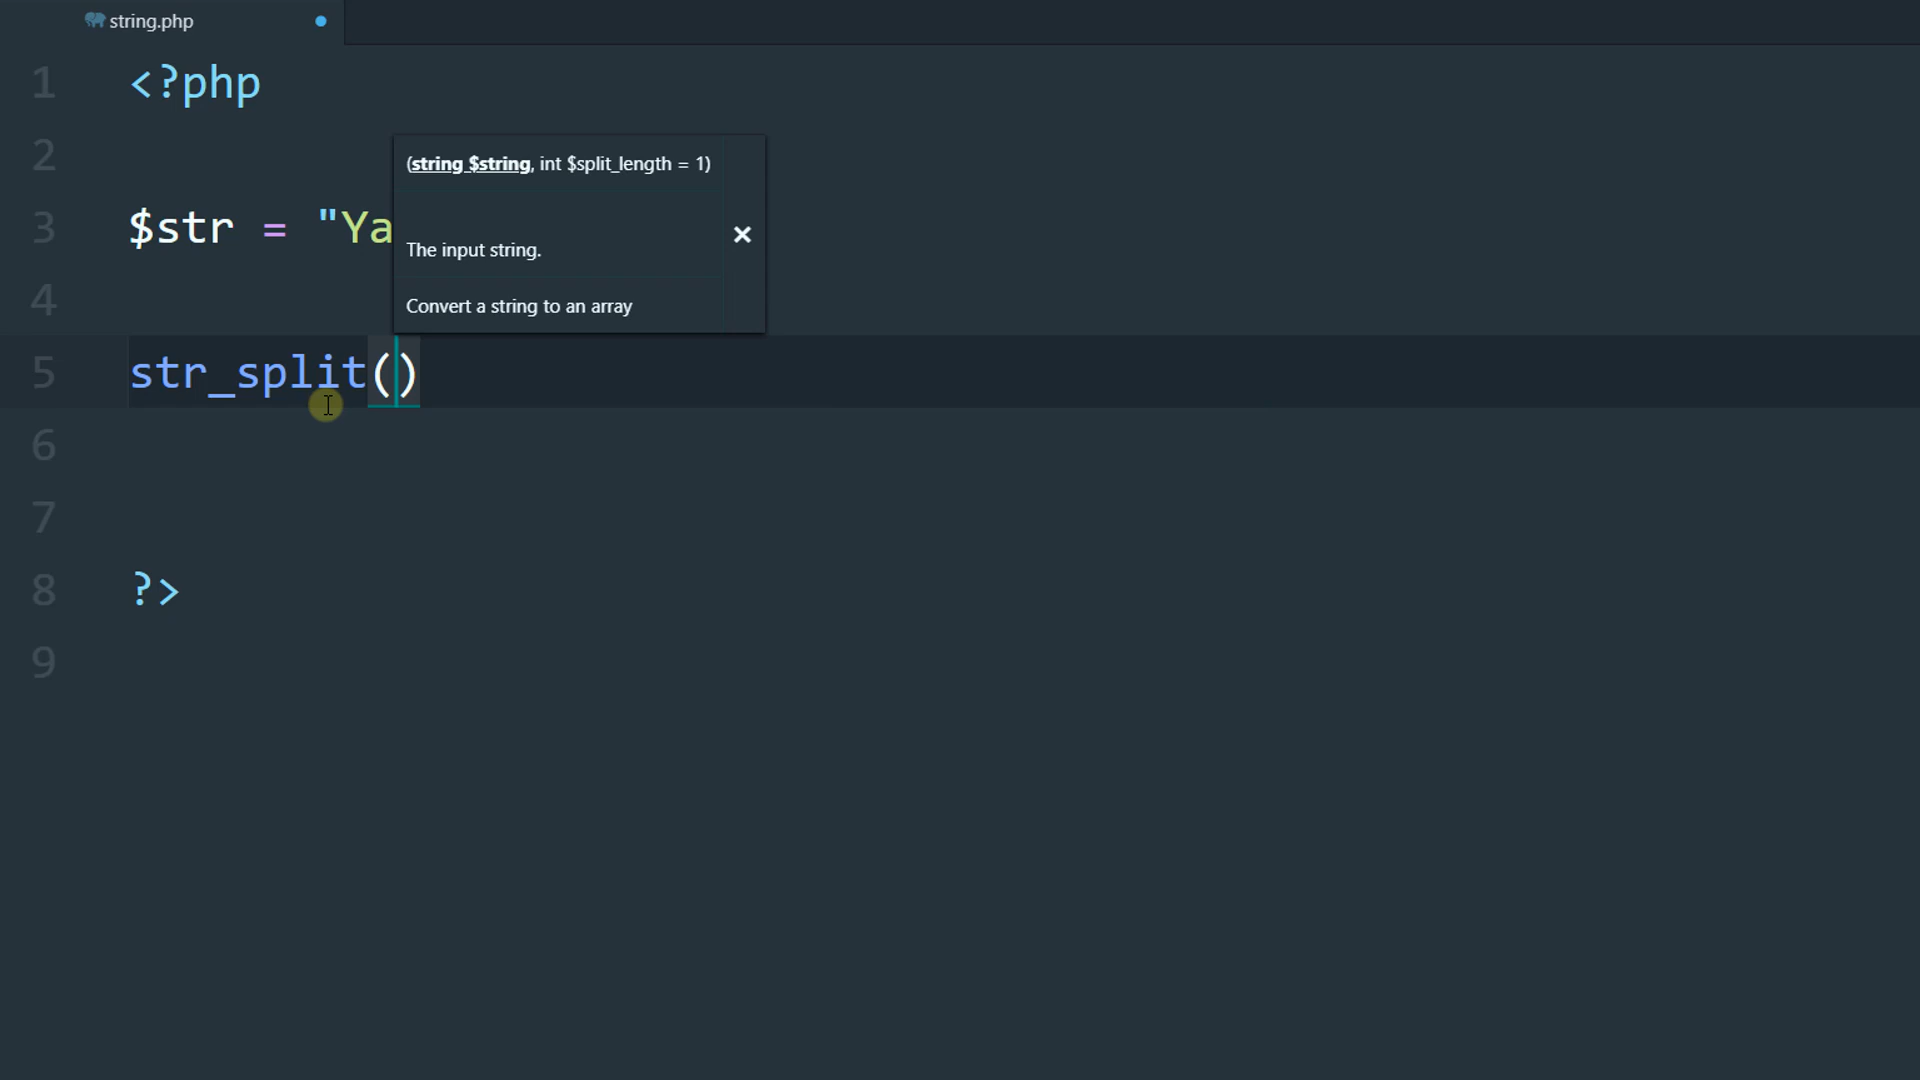 string.php
1 <?php
2
(string $string, int $split_length = 1)
3 $str = "Ya
The input string.
4
Convert a string to an array
5 str_split()
6
7
8 ?>
9